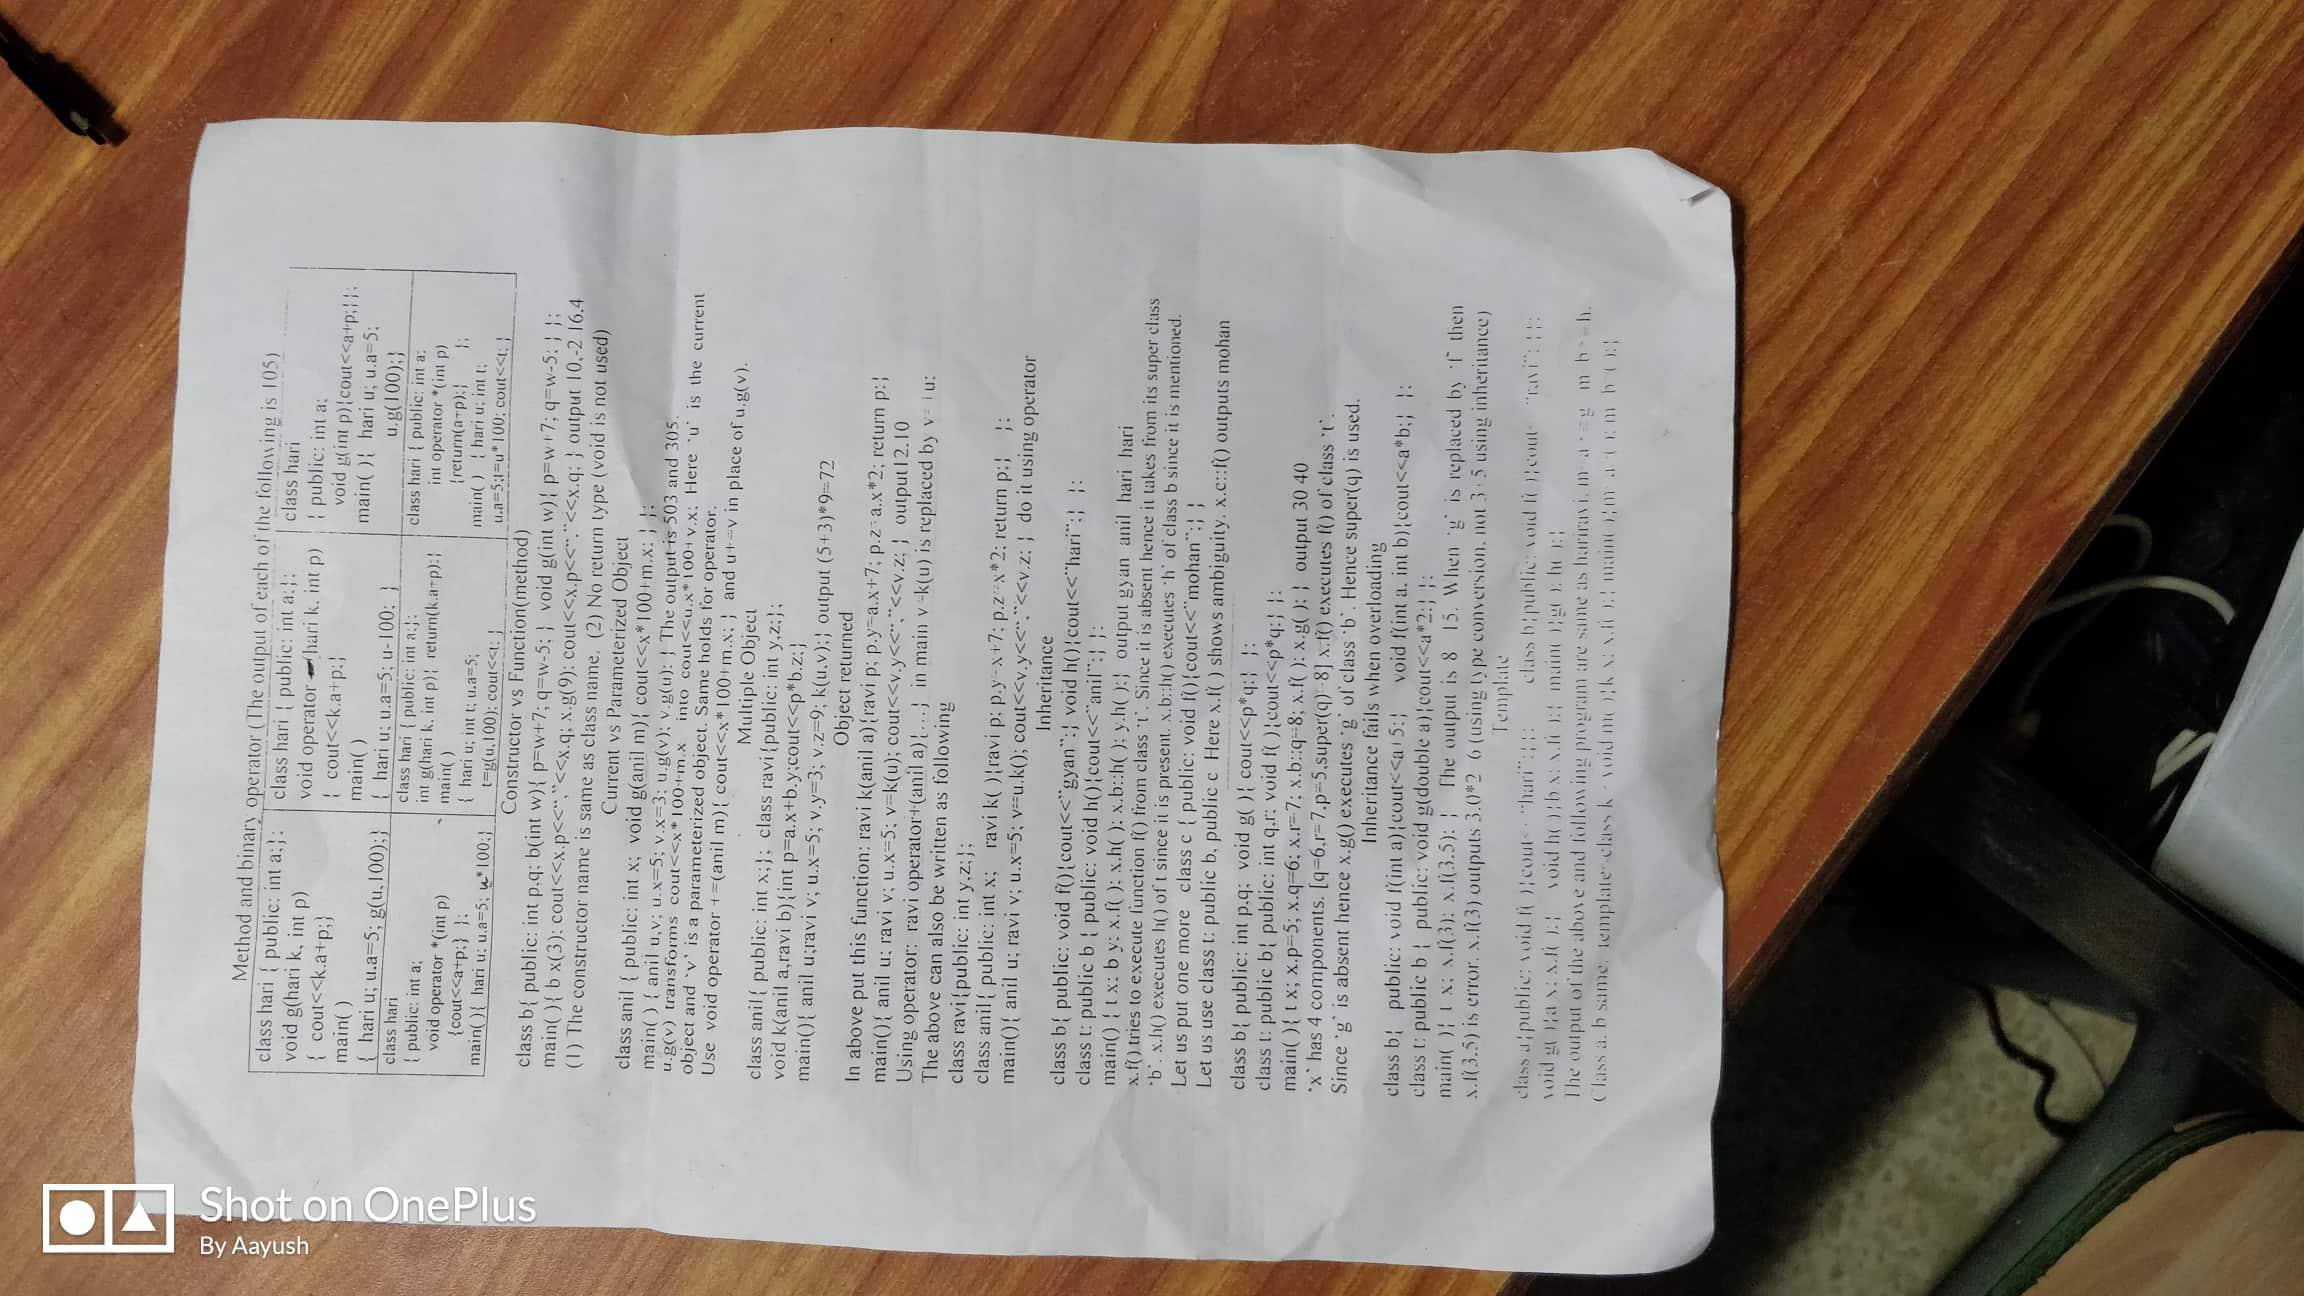 Method and binary operator (The output of each of the following is 105)
class hari { public: int a;};
void g(hari k, int p)
{ cout<<k.a+p;}
main( )
{ hari u; u.a=5; g(u,100);}
class hari { public: int a;};
void operator -(hari k, int p)
{ cout<<k.a+p;}
main( )
{ hari u; u.a=5; u-100; }
class hari
{ public: int a;
void g(int p){cout<<a+p;}};
main( ){ hari u; u.a=5;
u.g(100);}
class hari
{ public: int a;
void operator *(int p)
{cout<<a+p;} };
main( ){ hari u; u.a=5; u*100;}
class hari { public: int a;};
int g(hari k, int p){ return(k.a+p);}
main( )
{ hari u; int t; u.a=5;
t=g(u,100); cout<<t; }
class hari { public: int a;
int operator *(int p)
{return(a+p);} };
main( ) { hari u; int t;
u.a=5;t=u*100; cout<<t; }
Constructor vs Function(method)
class b{ public: int p,q; b(int w){ p=w+7; q=w-5; } void g(int w){ p=w+7; q=w-5; } };
main( ){ b x(3); cout<<x.p<<","<<x.q; x.g(9); cout<<x.p<<","<<x.q; } output 10,-2 16,4
(1) The constructor name is same as class name. (2) No return type (void is not used)
Current vs Parameterized Object
class anil { public: int x; void g(anil m){ cout<<x*100+m.x; } };
main( ) { anil u,v; u.x=5; v.x=3; u.g(v); v.g(u); } The output is 503 and 305.
u.g(v) transforms cout<<x*100+m.x into cout<<u.x*100+v.x; Here 'u' is the current
object and 'v' is a parameterized object. Same holds for operator.
Use void operator +=(anil m){ cout<<x*100+m.x; } and u+=v in place of u.g(v).
Multiple Object
class anil{ public: int x;}; class ravi{public: int y,z;};
void k(anil a,ravi b){int p=a.x+b.y;cout<<p*b.z;}
main(){ anil u;ravi v; u.x=5; v.y=3; v.z=9; k(u,v);} output (5+3)*9=72
Object returned
In above put this function: ravi k(anil a){ravi p; p.y=a.x+7; p.z=a.x*2; return p;}
main(){ anil u; ravi v; u.x=5; v=k(u); cout<<v.y<<","<<v.z; } output12,10
Using operator: ravi operator+(anil a){...} in main v=k(u) is replaced by v=+u;
The above can also be written as following
class ravi{public: int y,z;};
class anil{ public: int x; ravi k( ){ravi p; p.y=x+7; p.z=x*2; return p;} };
main(){ anil u; ravi v; u.x=5; v=u.k(); cout<<v.y<<","<<v.z; } do it using operator
Inheritance
class b{ public: void f(){cout<<"gyan";} void h(){cout<<"hari";} };
class t: public b { public: void h(){cout<<"anil";} };
main() { t x; b y; x.f( ); x.h( ); x.b::h( ); y.h( );} output gyan anil hari hari
x.f() tries to execute function f() from class 't'. Since it is absent hence it takes from its super class
'b'. x.h() executes h() of t since it is present. x.b::h() executes 'h' of class b since it is mentioned.
Let us put one more class c { public: void f(){cout<<"mohan";} }
Let us use class t: public b, public c Here x.f( ) shows ambiguity. x.c::f() outputs mohan
class b{ public: int p,q; void g( ){ cout<<p*q;} };
class t: public b{ public: int q,r; void f( ){cout<<p*q;} };
main( ){ t x; x.p=5; x.q=6; x.r=7; x.b::q=8; x.f( ); x.g( ); } output 30 40
'x' has 4 components. [q=6,r=7,p=5,super(q)=8] x.f() executes f() of class 't'.
Since 'g' is absent hence x.g() executes 'g' of class 'b'. Hence super(q) is used.
Inheritance fails when overloading
class b{ public: void f(int a){cout<<a+5;} void f(int a, int b){cout<<a*b;} };
class t: public b { public: void g(double a){cout<<a*2;} };
main( ){ t x; x.f(3); x.f(3.5); } The output is 8 15. When 'g' is replaced by 'f' then
x.f(3.5) is error. x.f(3) outputs 3.0*2 6 (using type conversion, not 3+5 using inheritance)
Template
class a{public: void f( ){cout<<"hari";}}; class b{public: void f( ){cout<<"ravi"; }};
void g( ){a x; x.f( );} void h( ){b x; x.f( );} main( ){g( ); h( );}
The output of the above and following program are same as hariravi. m<a>=g m<b>=h.
Class a, b same. template<class k> void m( ){k x; x.f( );} main( ){m<a>( ); m<b>( );}
Shot on OnePlus
By Aayush